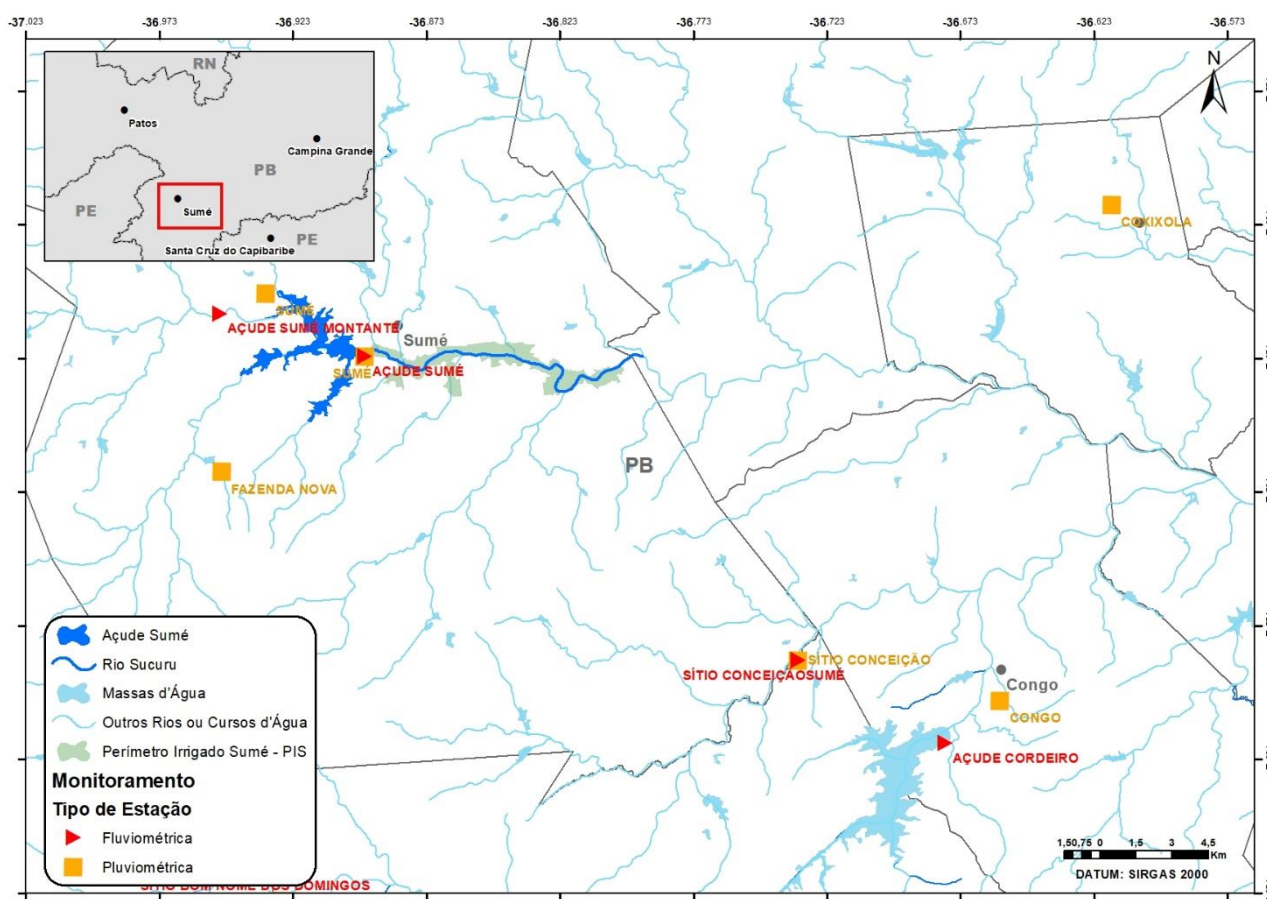 -37.023 -36.973 -36.923 -36.873 -36.823 -36.773 -36.723 -36.673 -36.623 -36.573
RN
N
Patos
Campina Grande
PB
PE
Sumé
PE
Santa Cruz do Capibaribe
COXIXOLA
SUMÉ
AÇUDE SUMÉ MONTANTE
Sumé
SUMÉ
AÇUDE SUMÉ
PB
FAZENDA NOVA
Açude Sumé
Rio Sucuru
Massas d'Água
Outros Rios ou Cursos d'Água
Perímetro Irrigado Sumé - PIS
Monitoramento
Tipo de Estação
Fluviométrica
Pluviométrica
SÍTIO CONCEIÇÃO
SÍTIO CONCEIÇÃOSUMÉ
Congo
CONGO
AÇUDE CORDEIRO
1,50,75 0 1,5 3 4,5
Km
DATUM: SIRGAS 2000
SÍTIO BOM NOME DOS DOMINGOS